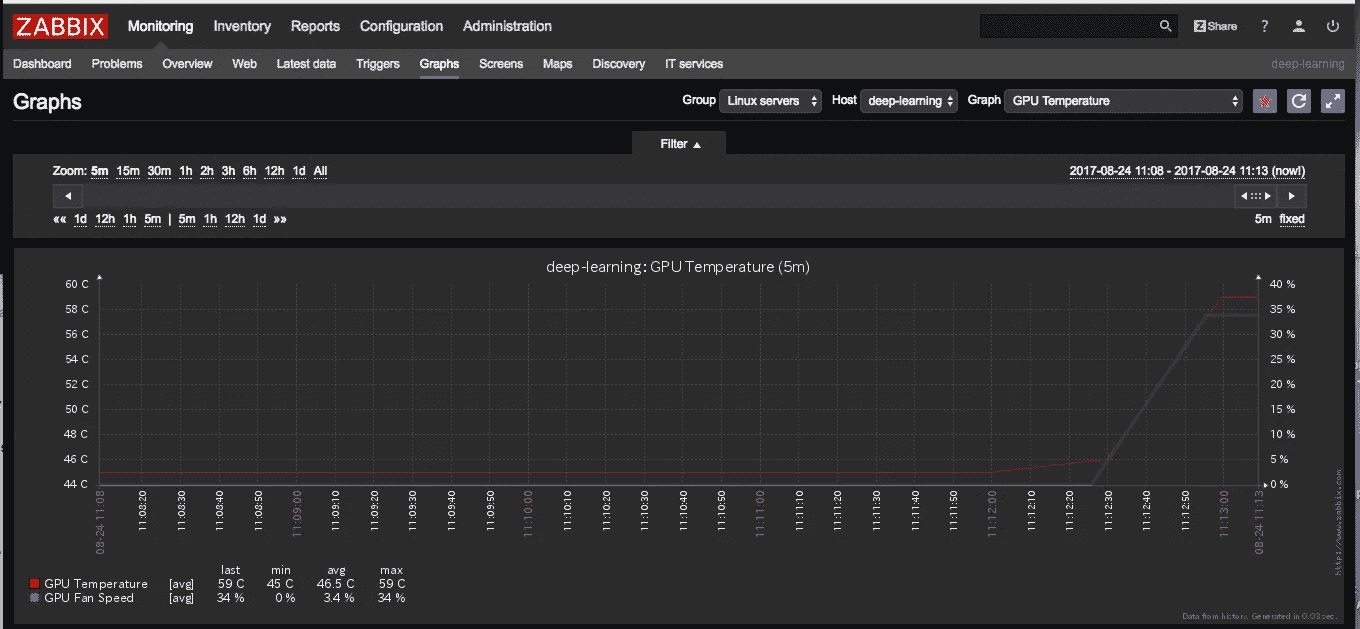 ZABBIX Monitoring Inventory Reports Configuration Administration Z Share ?
Dashboard Problems Overview Web Latest data Triggers Graphs Screens Maps Discovery IT services deep-learning
Graphs Group Linux servers Host deep-learning Graph GPU Temperature
Filter ▲
Zoom: 5m 15m 30m 1h 2h 3h 6h 12h 1d All 2017-08-24 11:08 - 2017-08-24 11:13 (now!)
«« 1d 12h 1h 5m | 5m 1h 12h 1d »» 5m fixed
deep-learning: GPU Temperature (5m)
60 C 40 %
58 C 35 %
56 C 30 %
54 C 25 %
52 C 20 %
50 C 15 %
48 C 10 %
46 C 5 %
44 C 0 %
08-24 11:08 11:08:20 11:08:30 11:08:40 11:08:50 11:09:00 11:09:10 11:09:20 11:09:30 11:09:40 11:09:50 11:10:00 11:10:10 11:10:20 11:10:30 11:10:40 11:10:50 11:11:00 11:11:10 11:11:20 11:11:30 11:11:40 11:11:50 11:12:00 11:12:10 11:12:20 11:12:30 11:12:40 11:12:50 11:13:00 08-24 11:13
http://www.zabbix.com
last min avg max
GPU Temperature [avg] 59 C 45 C 46.5 C 59 C
GPU Fan Speed [avg] 34 % 0 % 3.4 % 34 %
Data from history. Generated in 0.03 sec.